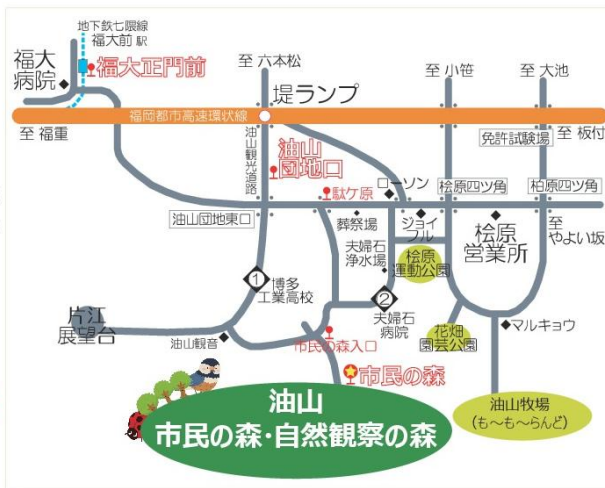 地下鉄七隈線
福大前 駅
福大
病院
福大正門前
至 六本松
至 小笹
至 大池
堤ランプ
福岡都市高速環状線
至 福重
免許試験場
至 板付
油山観光道路
油山
団地口
駄ケ原
ローソン
桧原四ツ角
柏原四ツ角
油山団地東口
葬祭場
ジョイフル
桧原
営業所
至
やよい坂
夫婦石
浄水場
桧原
運動公園
1
博多
工業高校
2
夫婦石
病院
片江
展望台
油山観音
市民の森入口
花畑
園芸公園
マルキョウ
市民の森
油山
市民の森・自然観察の森
油山牧場
(も～も～らんど)